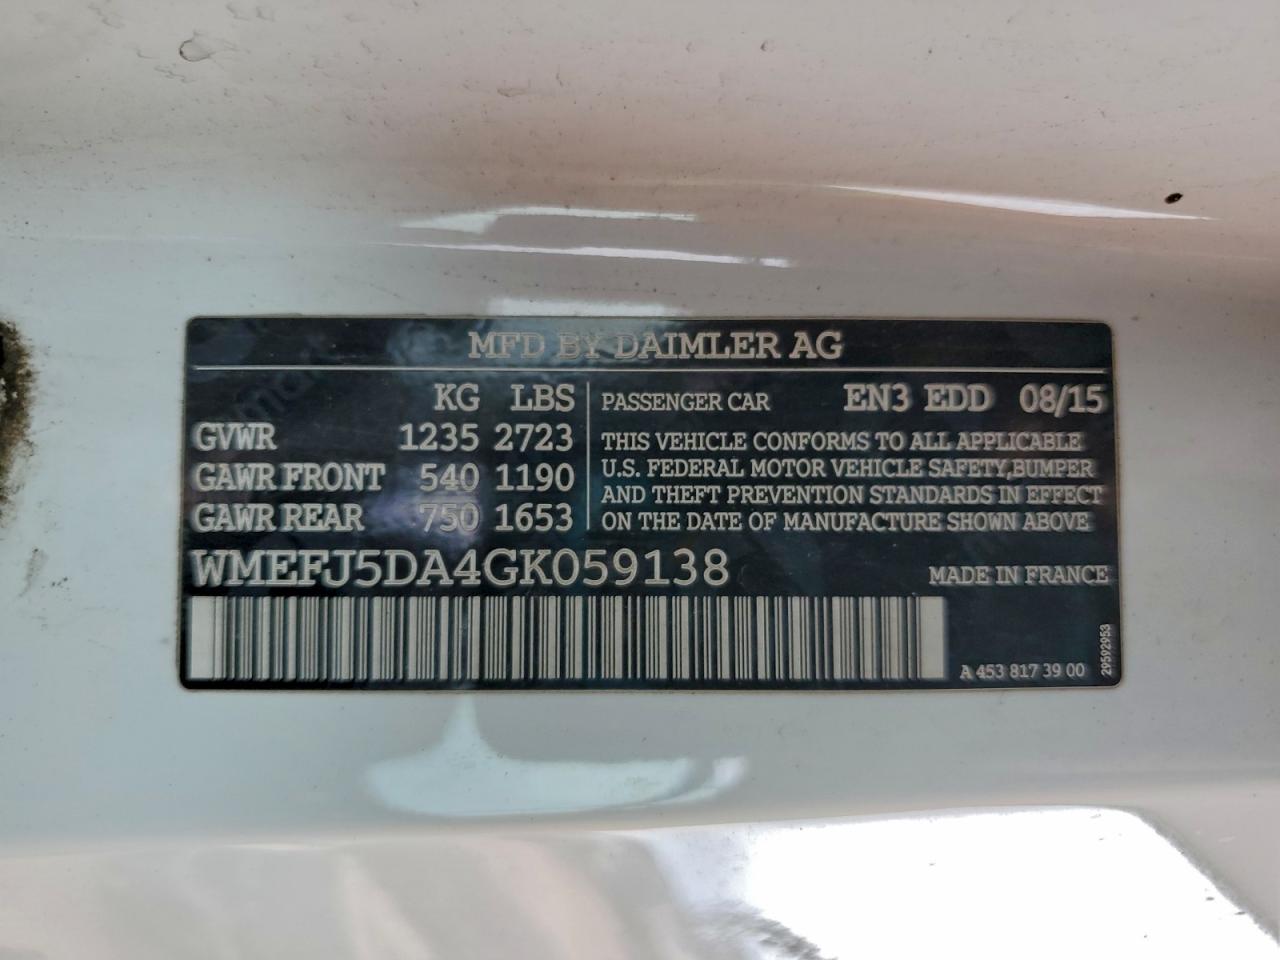 MFD BY DAIMLER AG
KG LBS
GVWR 1235 2723
GAWR FRONT 540 1190
GAWR REAR 750 1653
PASSENGER CAR EN3 EDD 08/15
THIS VEHICLE CONFORMS TO ALL APPLICABLE
U.S. FEDERAL MOTOR VEHICLE SAFETY,BUMPER
AND THEFT PREVENTION STANDARDS IN EFFECT
ON THE DATE OF MANUFACTURE SHOWN ABOVE
WMEFJ5DA4GK059138
MADE IN FRANCE
A 453 817 39 00
29592953